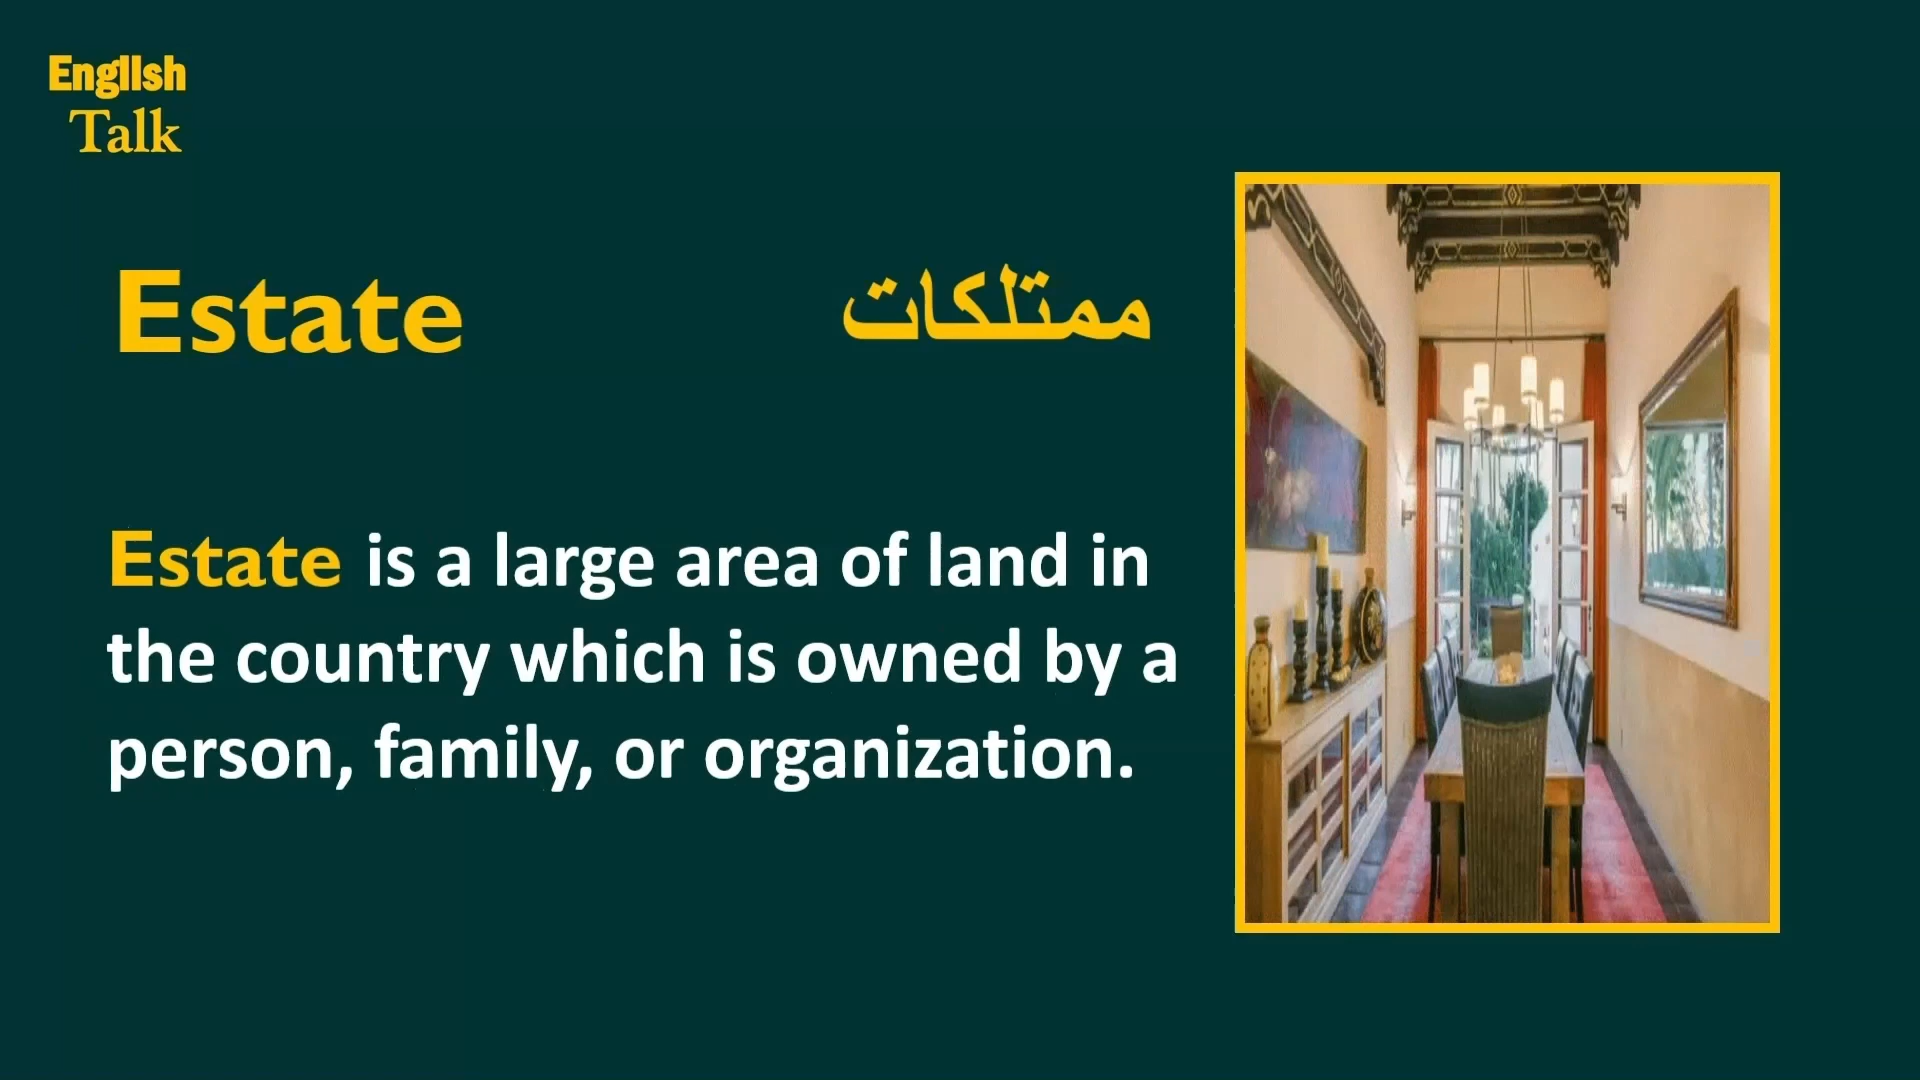 English
Talk
Estate
ممتلكات
Estate is a large area of land in
the country which is owned by a
person, family, or organization.